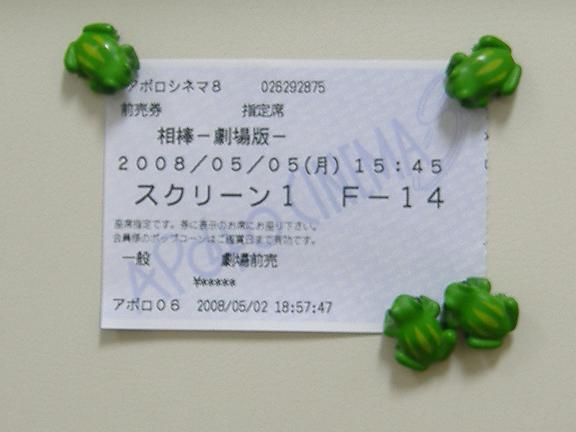 アポロシネマ８ 026292875
前売券 指定席
相棒－劇場版－
２００８／０５／０５(月) １５：４５
スクリーン１ Ｆ－１４
座席指定です。券に表示のお席にお座り下さい。
会員様のポップコーンはご鑑賞日まで有効です。
一般 劇場前売
¥*****
アポロ０６ 2008/05/02 18:57:47
APOLO CINEMA 8